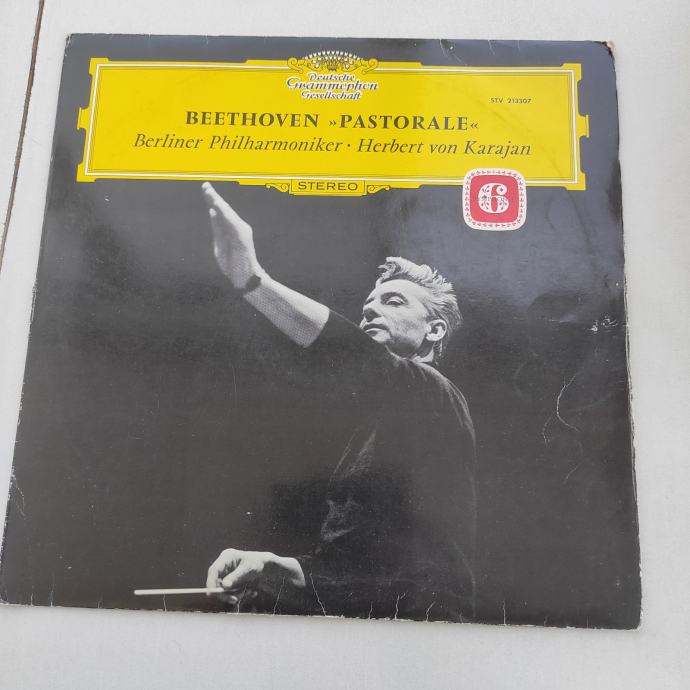 Deutsche
Grammophon
Gesellschaft
STV 213307
BEETHOVEN »PASTORALE«
Berliner Philharmoniker · Herbert von Karajan
STEREO
6